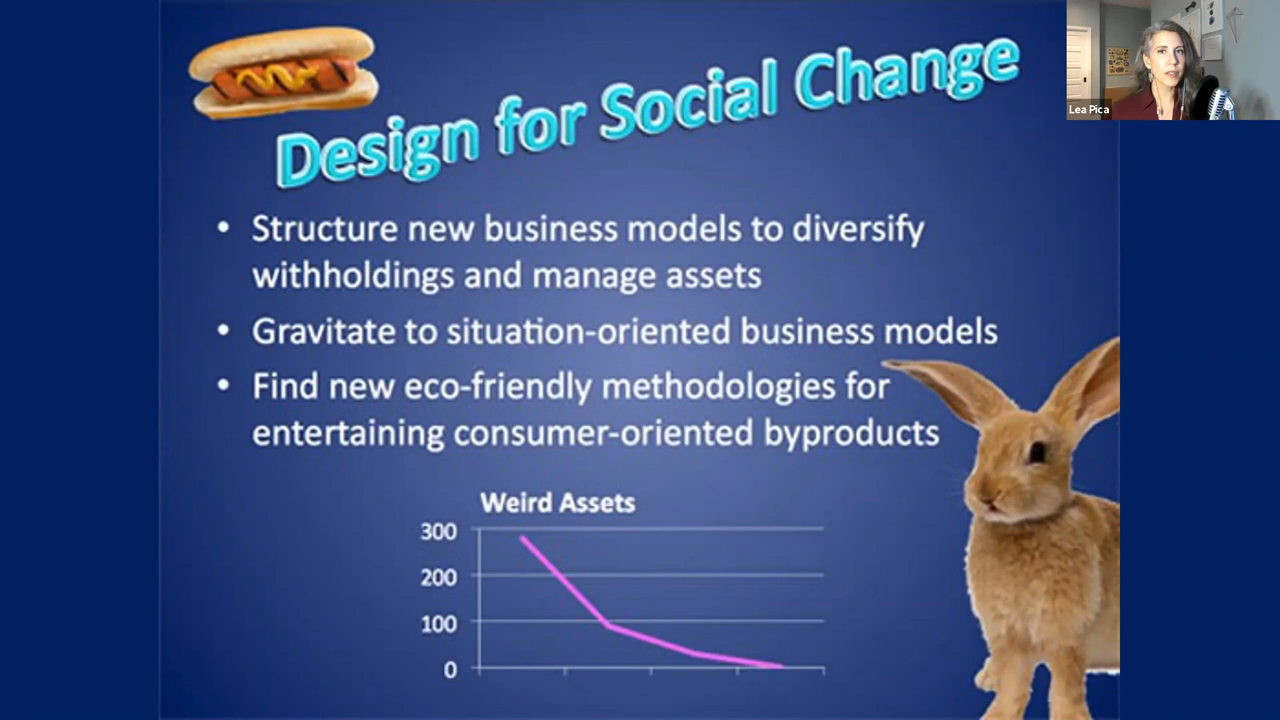 Design for Social Change
Lea Pica
• Structure new business models to diversify
withholdings and manage assets
• Gravitate to situation-oriented business models
• Find new eco-friendly methodologies for
entertaining consumer-oriented byproducts
Weird Assets
300
200
100
0